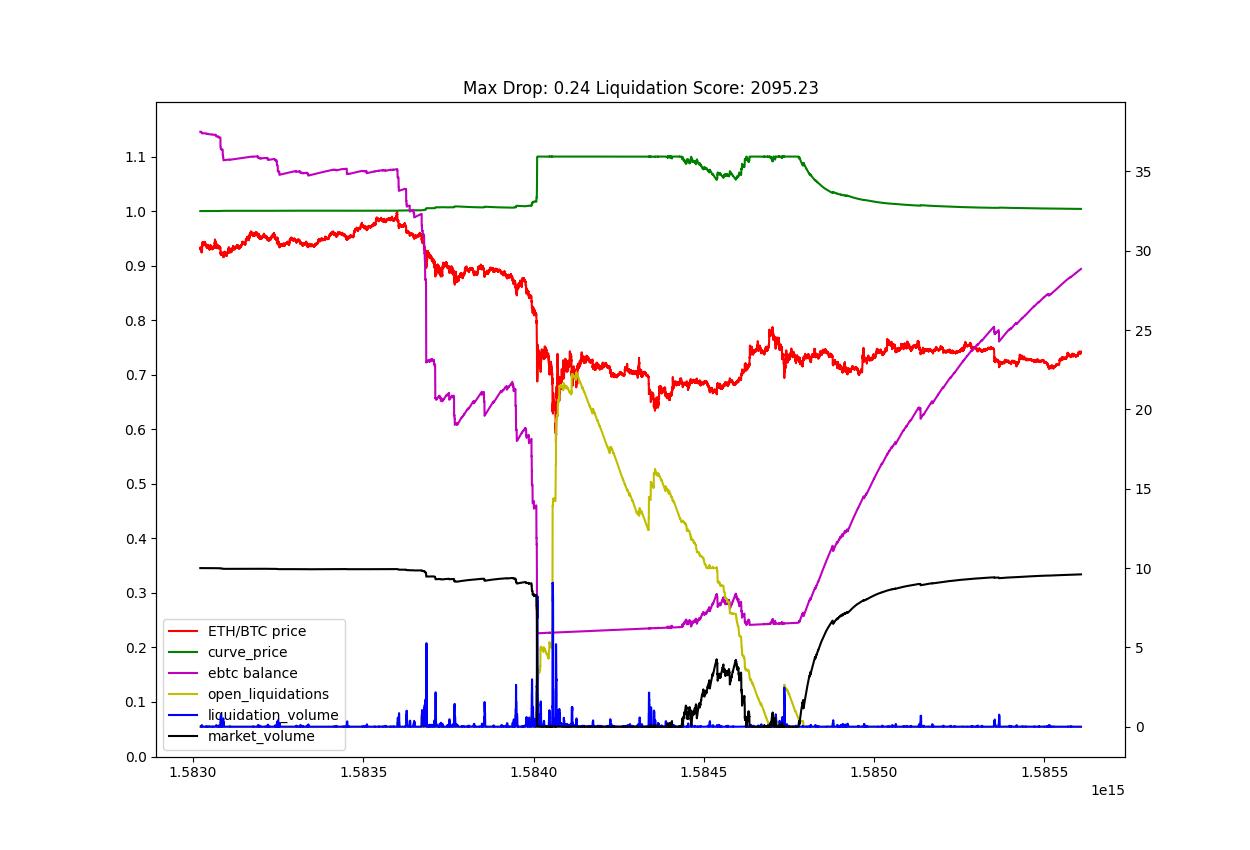 Max Drop: 0.24 Liquidation Score: 2095.23
1.1
1.0
0.9
0.8
0.7
0.6
0.5
0.4
0.3
0.2
0.1
0.0
35
30
25
20
15
10
5
0
ETH/BTC price
curve_price
ebtc balance
open_liquidations
liquidation_volume
market_volume
1.5830 1.5835 1.5840 1.5845 1.5850 1.5855
1e15